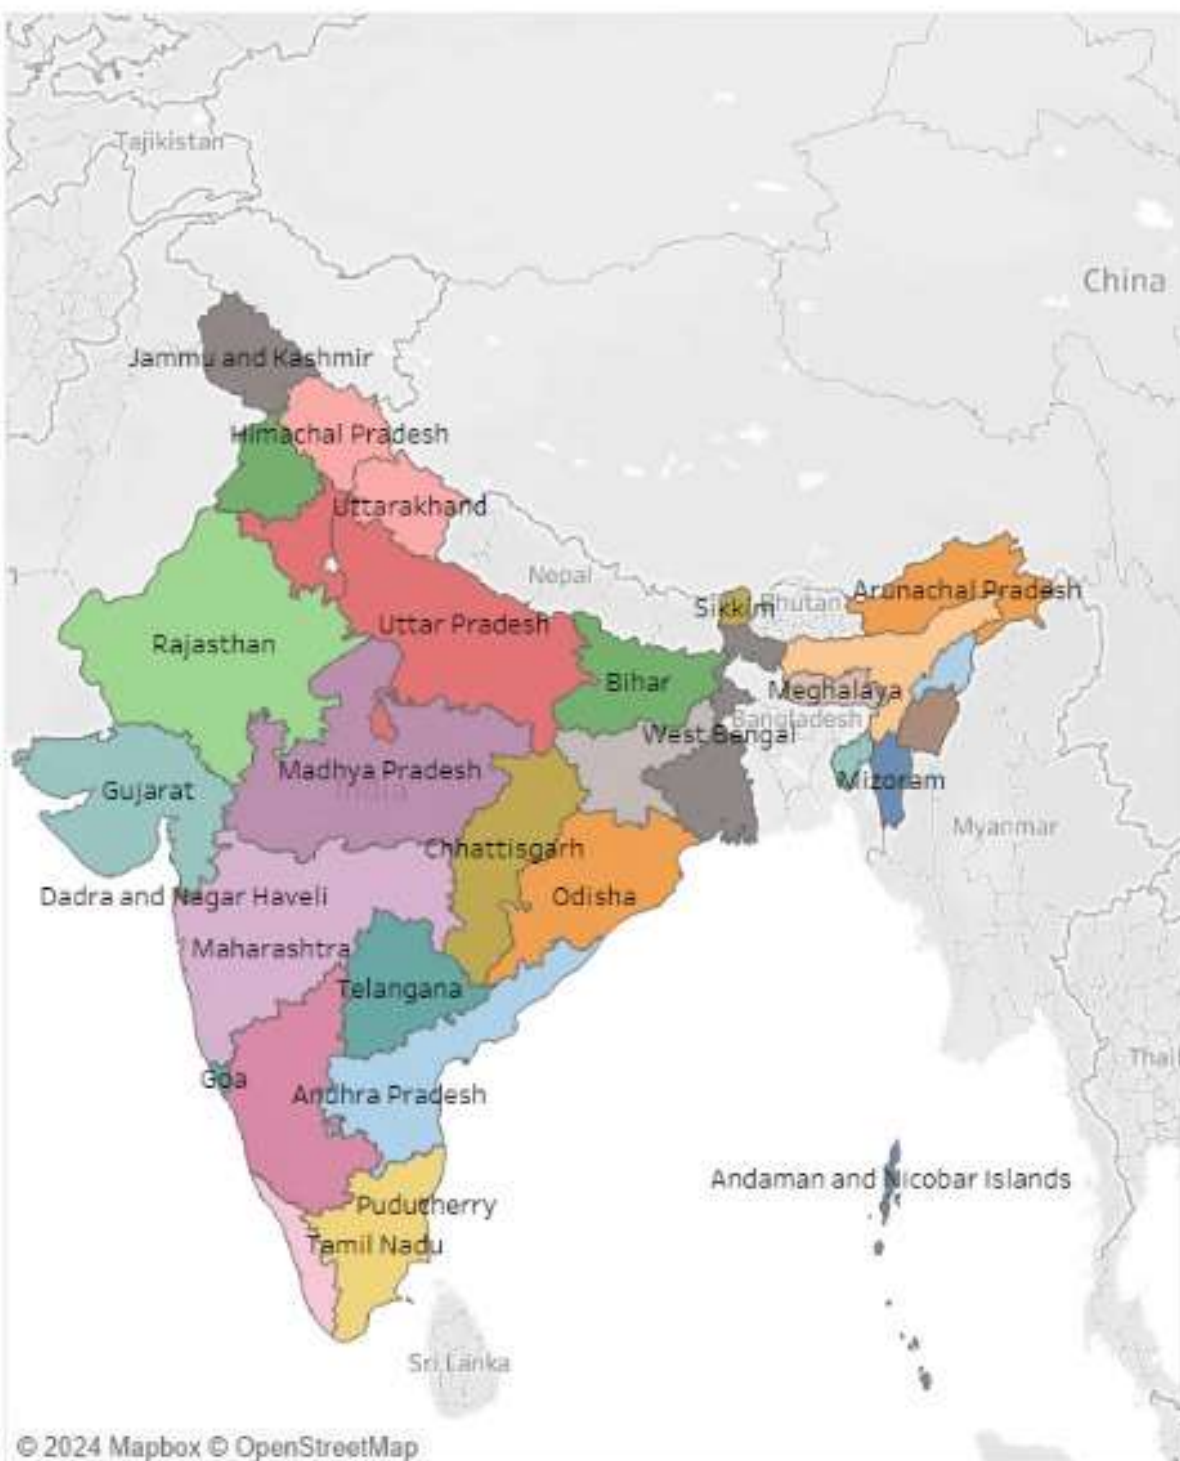 Tajikistan
China
Jammu and Kashmir
Himachal Pradesh
Uttarakhand
Nepal
Sikkim
Bhutan
Arunachal Pradesh
Rajasthan
Uttar Pradesh
Bihar
Meghalaya
Bangladesh
West Bengal
Madhya Pradesh
India
Gujarat
Mizoram
Myanmar
Chhattisgarh
Dadra and Nagar Haveli
Odisha
Maharashtra
Telangana
Thail
Goa
Andhra Pradesh
Andaman and Nicobar Islands
Puducherry
Tamil Nadu
Sri Lanka
© 2024 Mapbox © OpenStreetMap